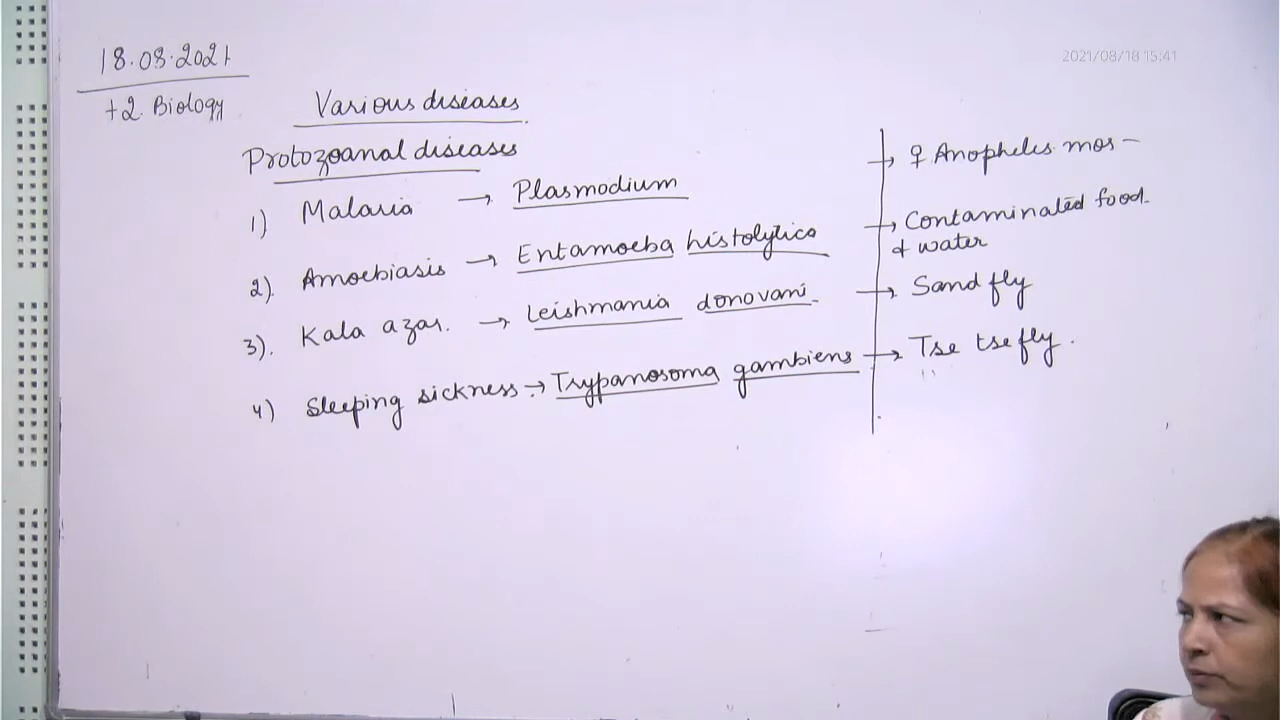 18.08.2021
2021/08/18 15:41
+2 Biology
Various diseases
Protozoanal diseases
1) Malaria → Plasmodium → ♀ Anopheles mos-
2). Amoebiasis → Entamoeba histolytica → Contaminated food & water
3). Kala azar. → Leishmania donovani → Sand fly
4) Sleeping sickness → Trypanosoma gambiens → Tse tse fly.